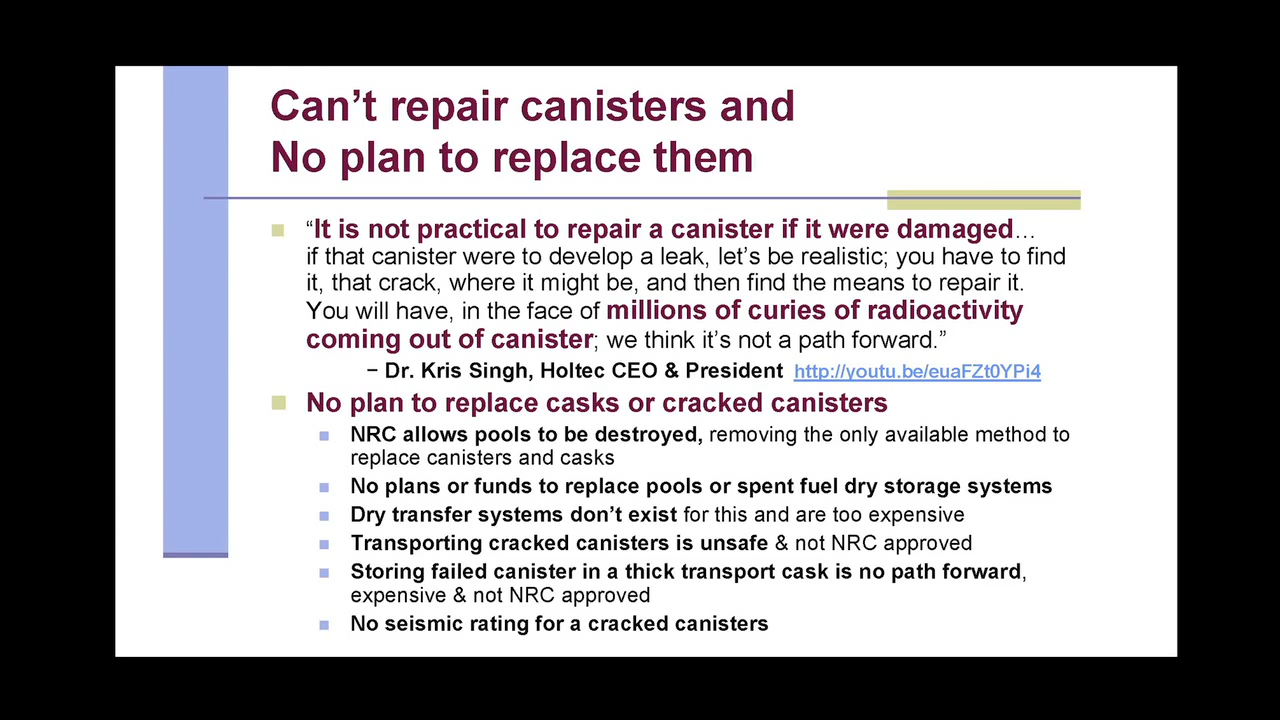 Can’t repair canisters and
No plan to replace them
“It is not practical to repair a canister if it were damaged…
if that canister were to develop a leak, let’s be realistic; you have to find
it, that crack, where it might be, and then find the means to repair it.
You will have, in the face of millions of curies of radioactivity
coming out of canister; we think it’s not a path forward.”
− Dr. Kris Singh, Holtec CEO & President http://youtu.be/euaFZt0YPi4
No plan to replace casks or cracked canisters
NRC allows pools to be destroyed, removing the only available method to
replace canisters and casks
No plans or funds to replace pools or spent fuel dry storage systems
Dry transfer systems don’t exist for this and are too expensive
Transporting cracked canisters is unsafe & not NRC approved
Storing failed canister in a thick transport cask is no path forward,
expensive & not NRC approved
No seismic rating for a cracked canisters